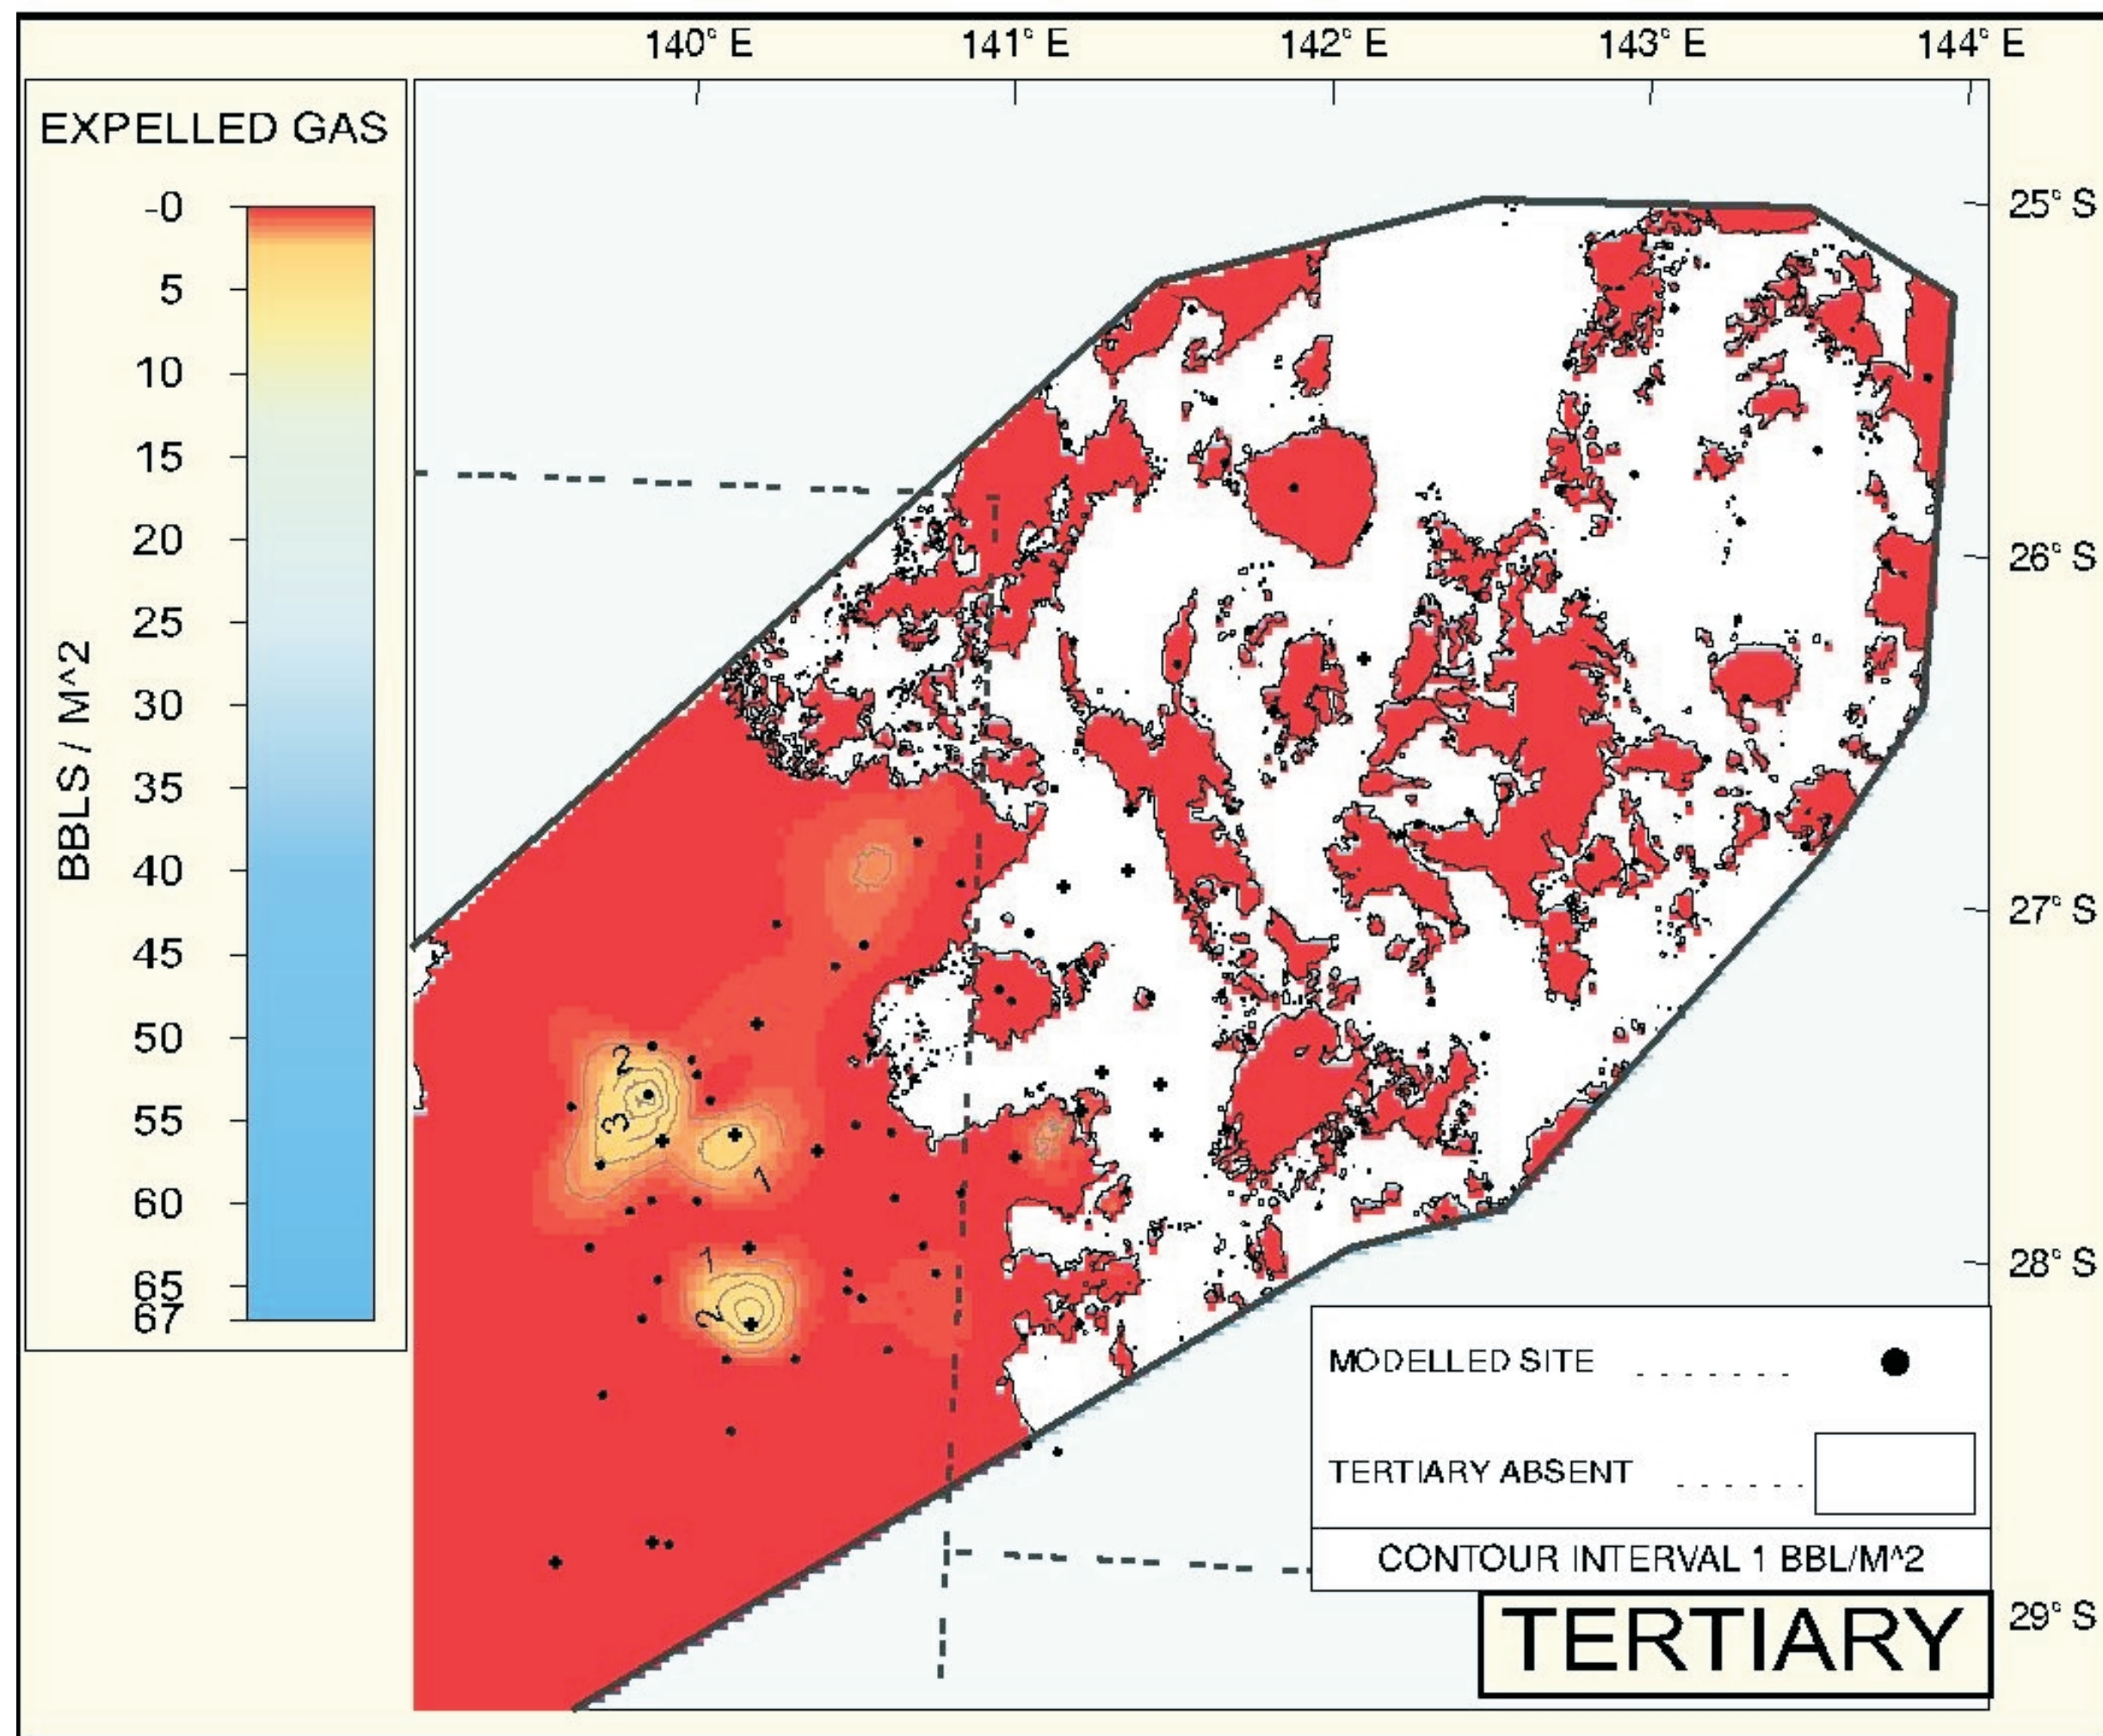 140° E 141° E 142° E 143° E 144° E
EXPELLED GAS
-0
5
10
15
20
25
30
35
40
45
50
55
60
65
67
BBLS / M^2
25° S
26° S
27° S
28° S
29° S
2
3
1
1
2
MODELLED SITE
TERTIARY ABSENT
CONTOUR INTERVAL 1 BBL/M^2
TERTIARY